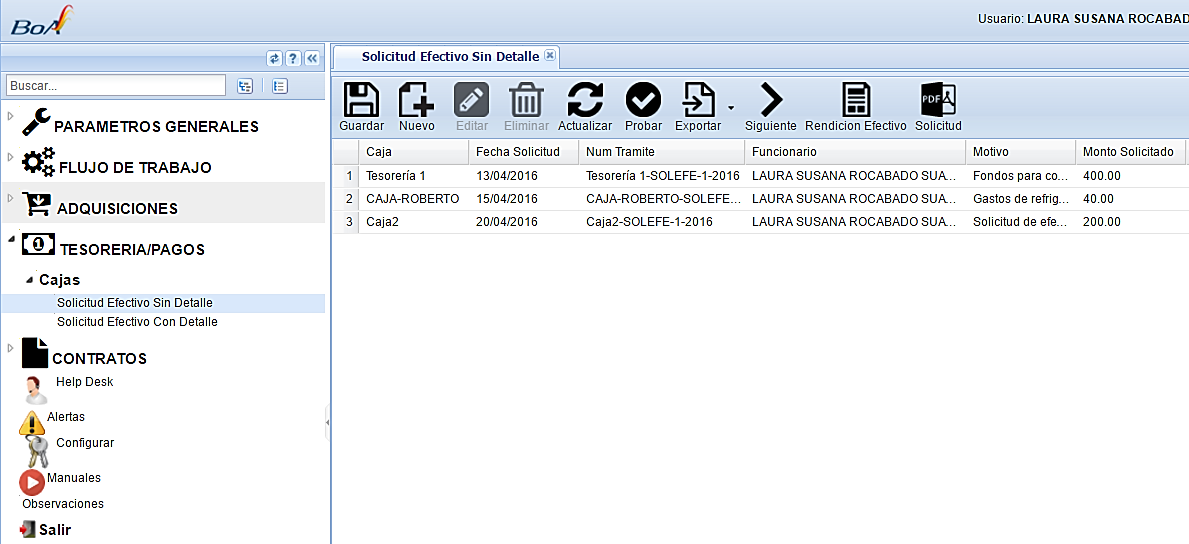 BoA
Usuario: LAURA SUSANA ROCABAD
Solicitud Efectivo Sin Detalle
Buscar...
Guardar Nuevo Editar Eliminar Actualizar Probar Exportar Siguiente Rendicion Efectivo PDF Solicitud
PARAMETROS GENERALES
FLUJO DE TRABAJO
ADQUISICIONES
TESORERIA/PAGOS
Cajas
Solicitud Efectivo Sin Detalle
Solicitud Efectivo Con Detalle
CONTRATOS
Help Desk
Alertas
Configurar
Manuales
Observaciones
Salir
Caja Fecha Solicitud Num Tramite Funcionario Motivo Monto Solicitado
1 Tesorería 1 13/04/2016 Tesorería 1-SOLEFE-1-2016 LAURA SUSANA ROCABADO SUA... Fondos para co... 400.00
2 CAJA-ROBERTO 15/04/2016 CAJA-ROBERTO-SOLEFE... LAURA SUSANA ROCABADO SUA... Gastos de refrig... 40.00
3 Caja2 20/04/2016 Caja2-SOLEFE-1-2016 LAURA SUSANA ROCABADO SUA... Solicitud de efe... 200.00